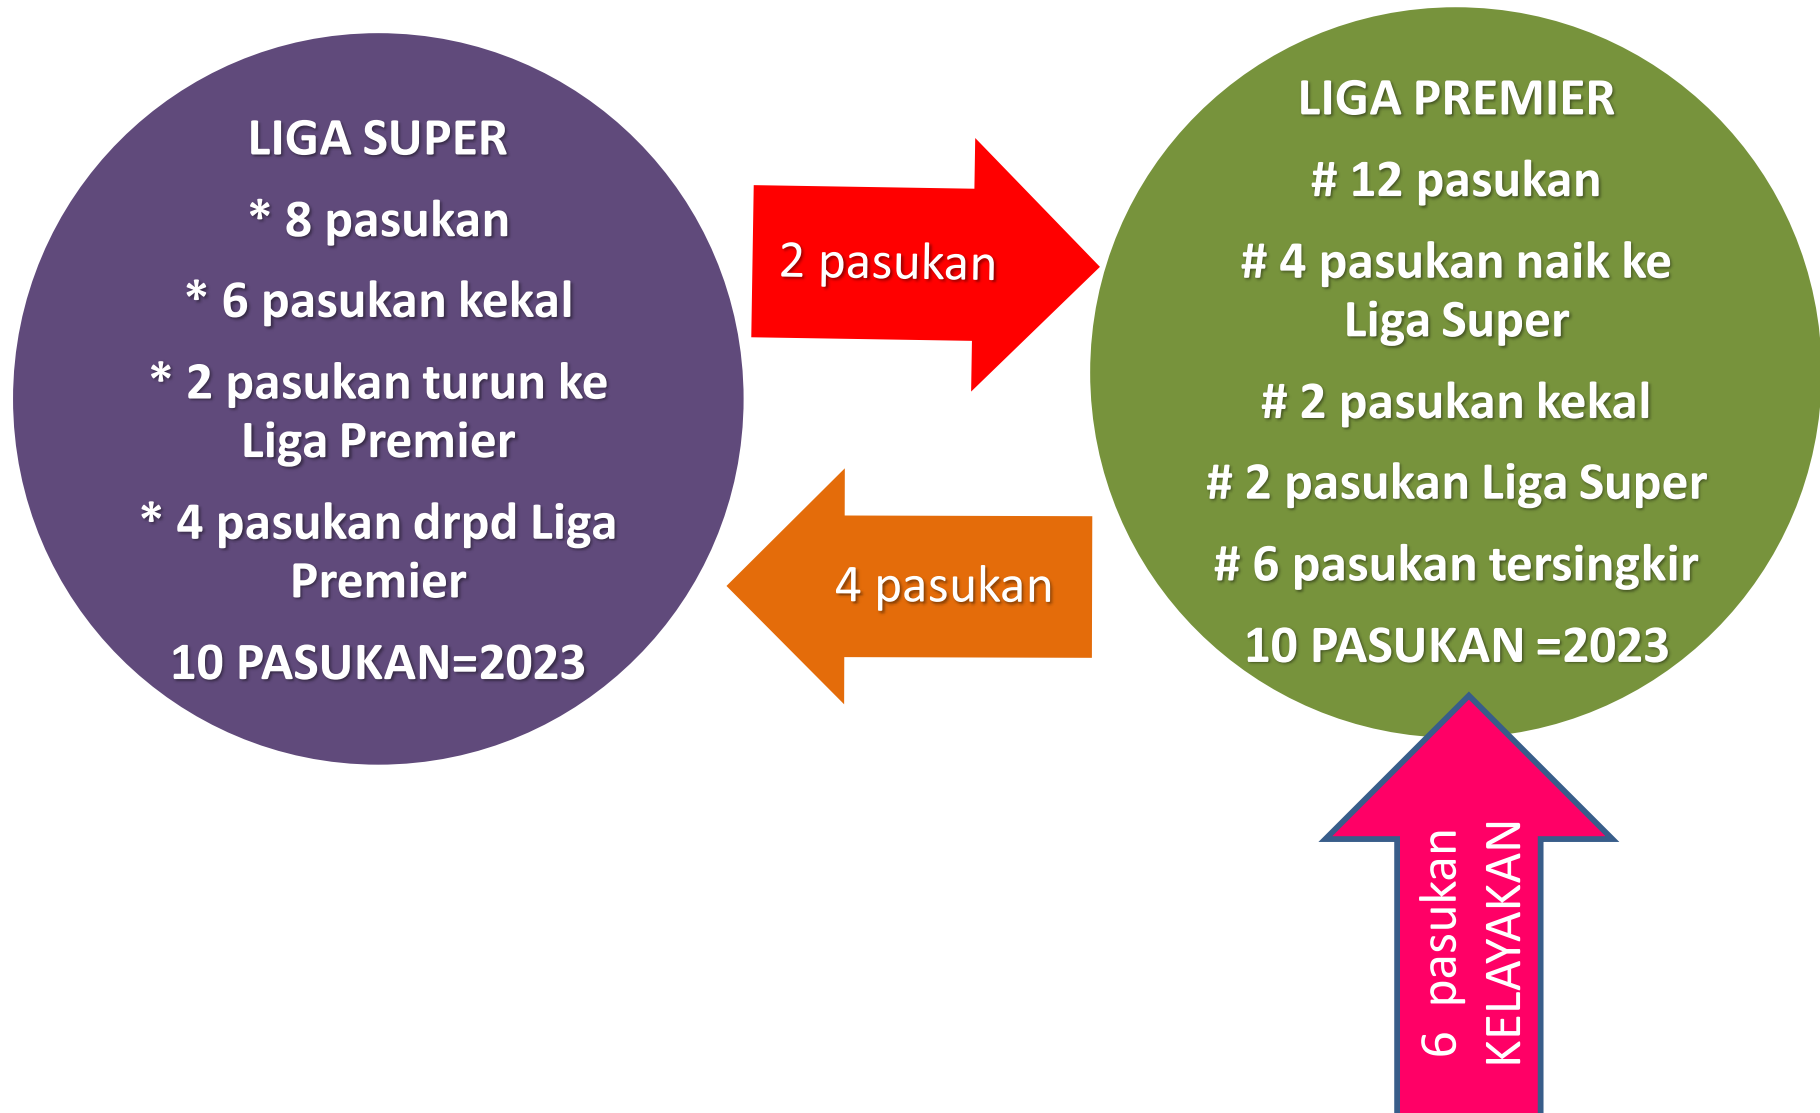 LIGA SUPER
* 8 pasukan
* 6 pasukan kekal
* 2 pasukan turun ke
Liga Premier
* 4 pasukan drpd Liga
Premier
10 PASUKAN=2023
2 pasukan
4 pasukan
LIGA PREMIER
# 12 pasukan
# 4 pasukan naik ke
Liga Super
# 2 pasukan kekal
# 2 pasukan Liga Super
# 6 pasukan tersingkir
10 PASUKAN =2023
6 pasukan
KELAYAKAN